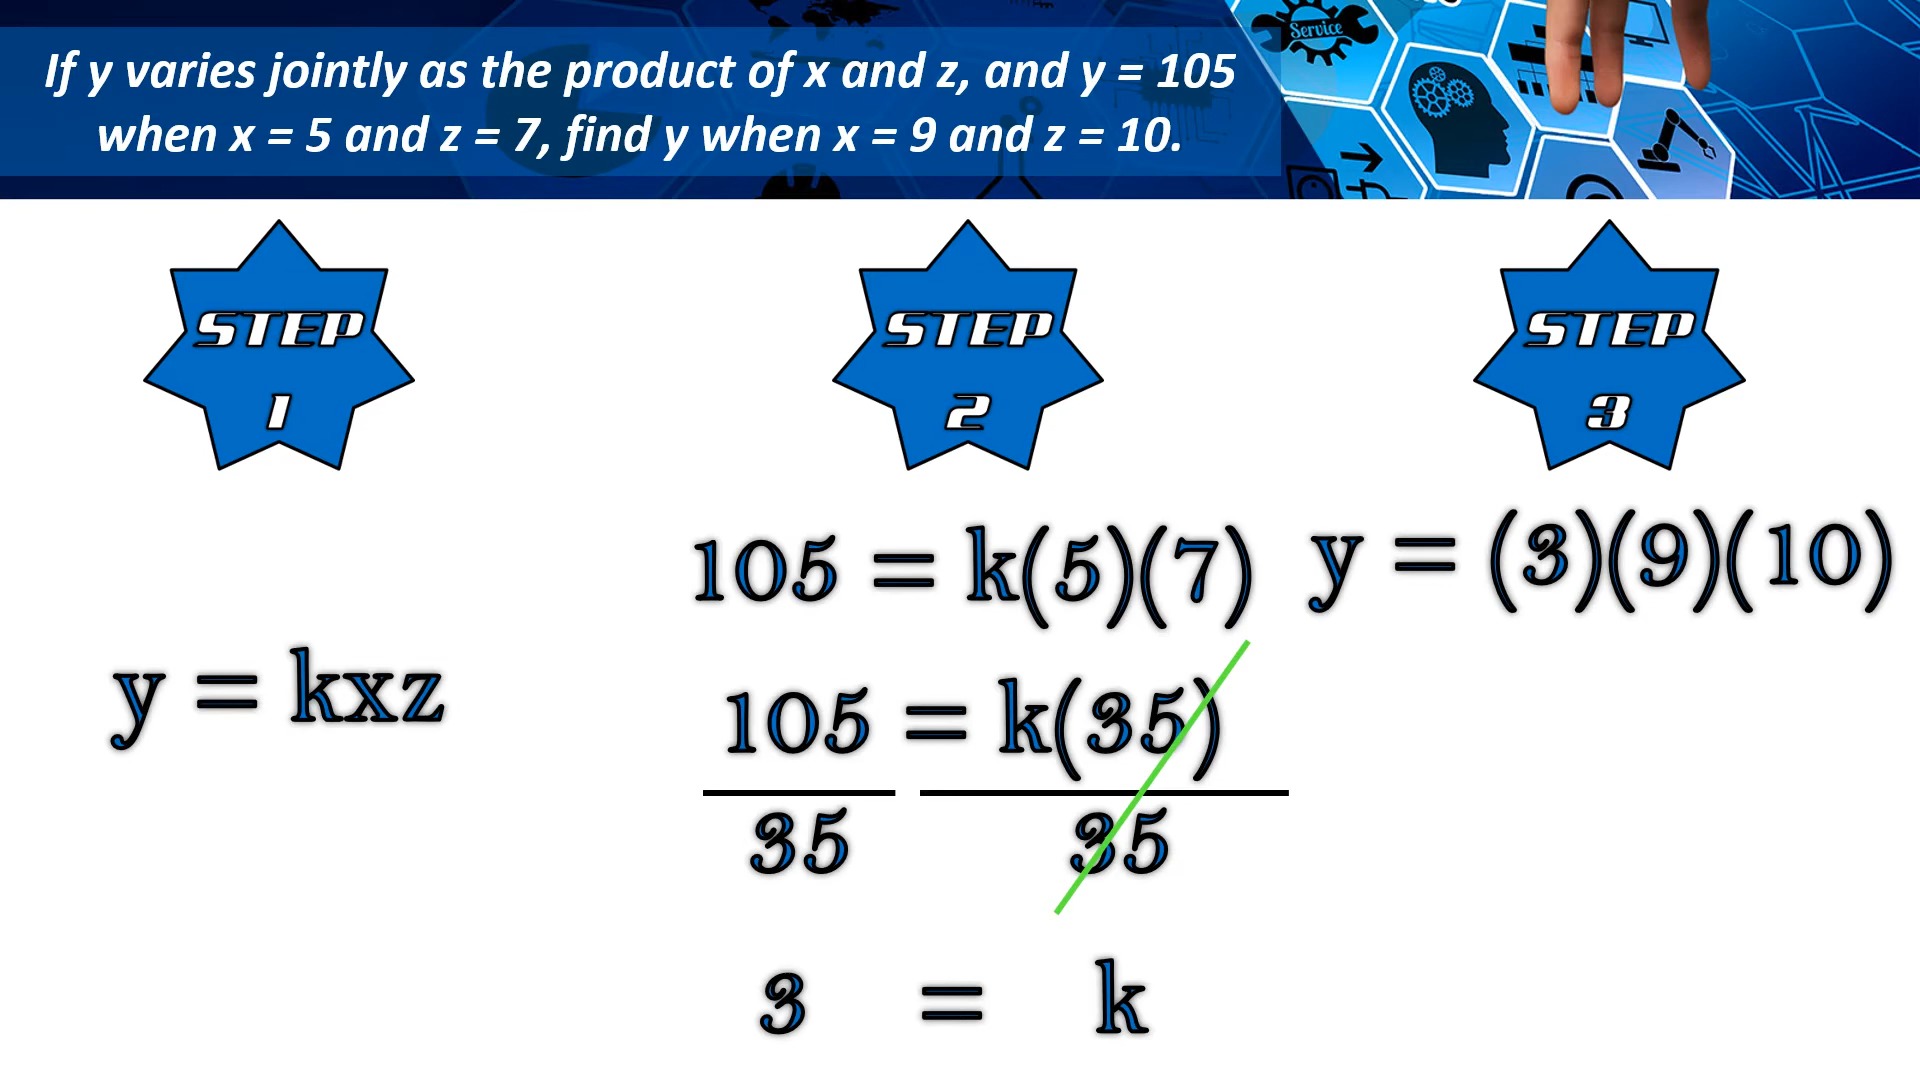 If y varies jointly as the product of x and z, and y = 105
when x = 5 and z = 7, find y when x = 9 and z = 10.
Service
STEP
1
y = kxz
STEP
2
105 = k(5)(7)
105 = k(35)
35 35
3 = k
STEP
3
y = (3)(9)(10)